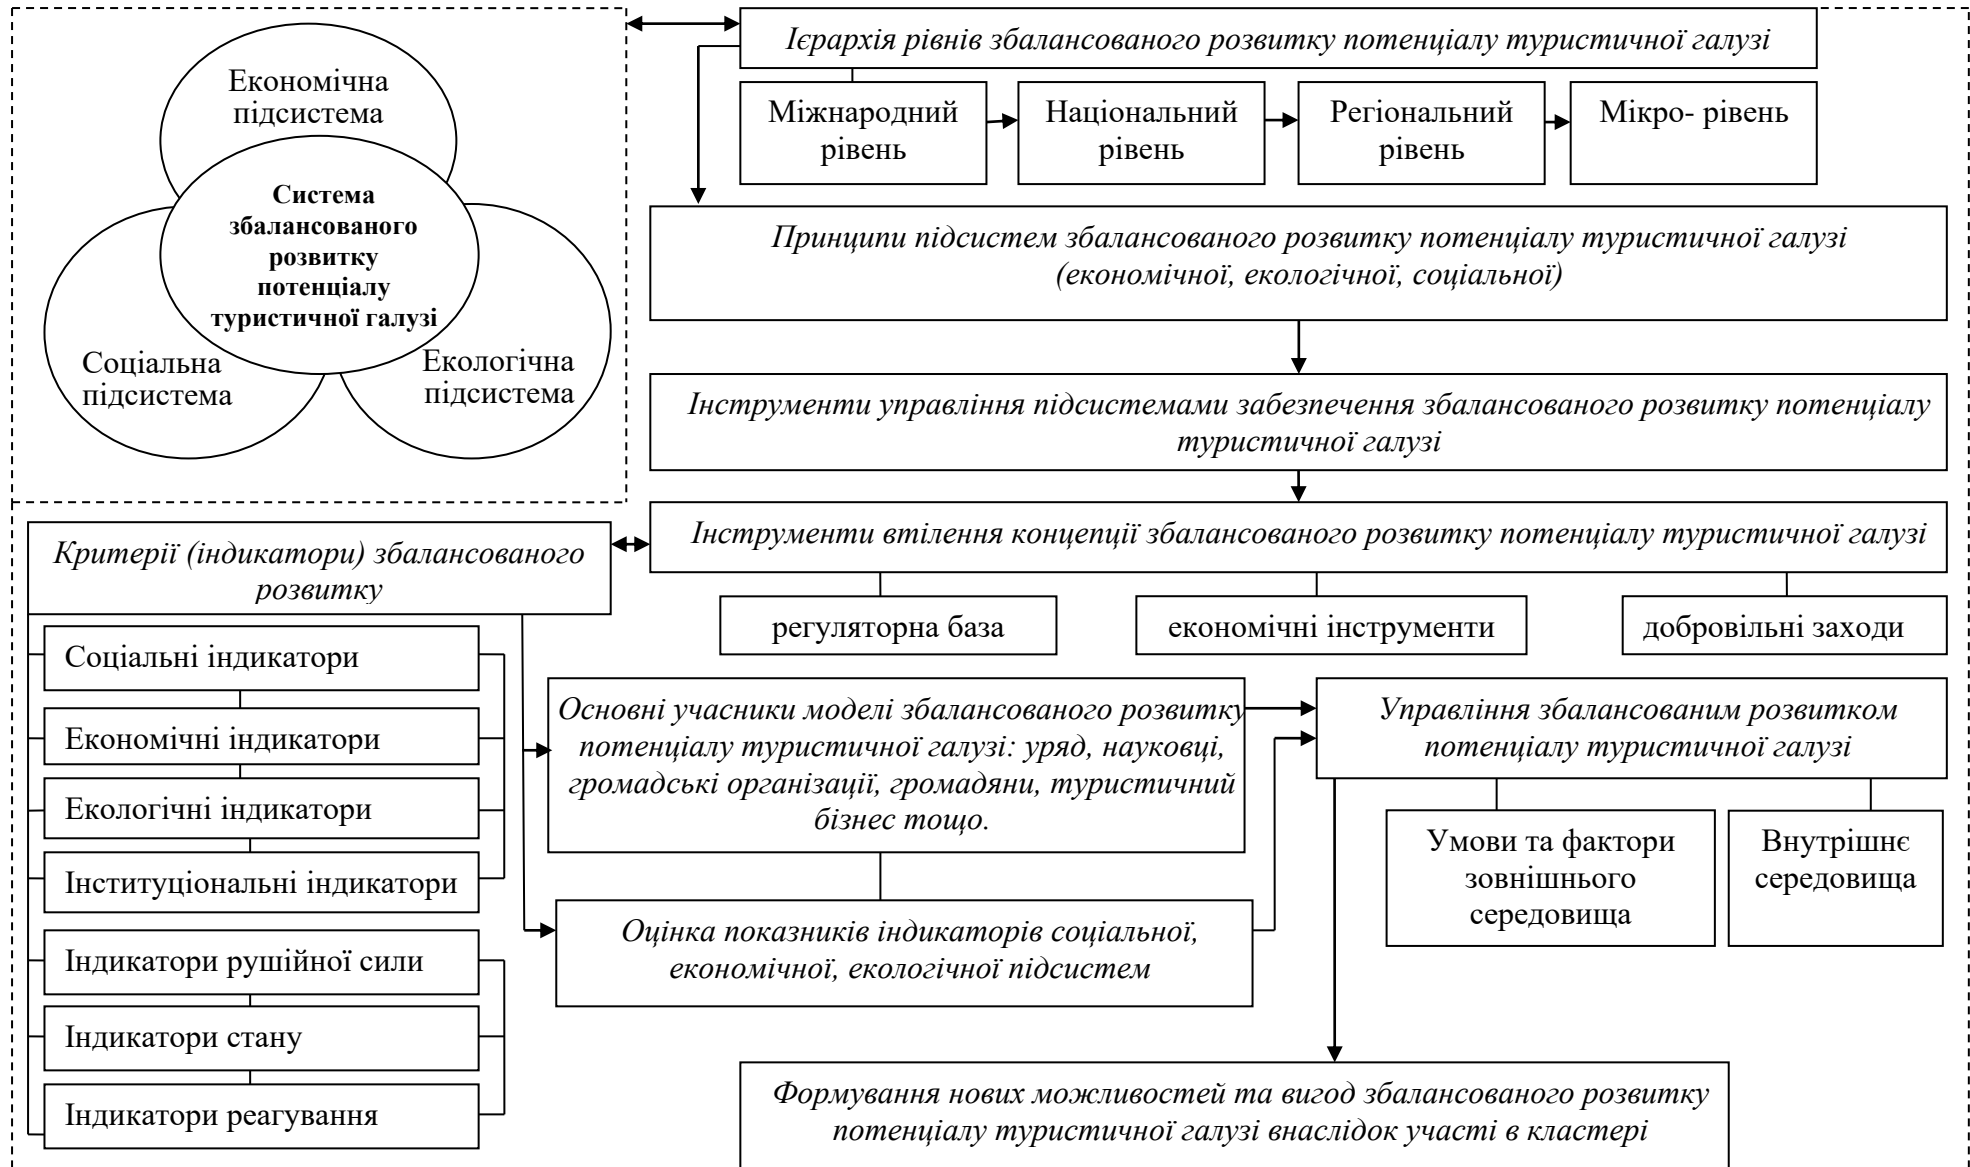 Економічна
підсистема
Система
збалансованого
розвитку
потенціалу
туристичної галузі
Соціальна
підсистема
Екологічна
підсистема
Ієрархія рівнів збалансованого розвитку потенціалу туристичної галузі
Міжнародний
рівень
Національний
рівень
Регіональний
рівень
Мікро- рівень
Принципи підсистем збалансованого розвитку потенціалу туристичної галузі
(економічної, екологічної, соціальної)
Інструменти управління підсистемами забезпечення збалансованого розвитку потенціалу
туристичної галузі
Інструменти втілення концепції збалансованого розвитку потенціалу туристичної галузі
регуляторна база
економічні інструменти
добровільні заходи
Критерії (індикатори) збалансованого
розвитку
Соціальні індикатори
Економічні індикатори
Екологічні індикатори
Інституціональні індикатори
Індикатори рушійної сили
Індикатори стану
Індикатори реагування
Основні учасники моделі збалансованого розвитку
потенціалу туристичної галузі: уряд, науковці,
громадські організації, громадяни, туристичний
бізнес тощо.
Оцінка показників індикаторів соціальної,
економічної, екологічної підсистем
Управління збалансованим розвитком
потенціалу туристичної галузі
Умови та фактори
зовнішнього
середовища
Внутрішнє
середовища
Формування нових можливостей та вигод збалансованого розвитку
потенціалу туристичної галузі внаслідок участі в кластері